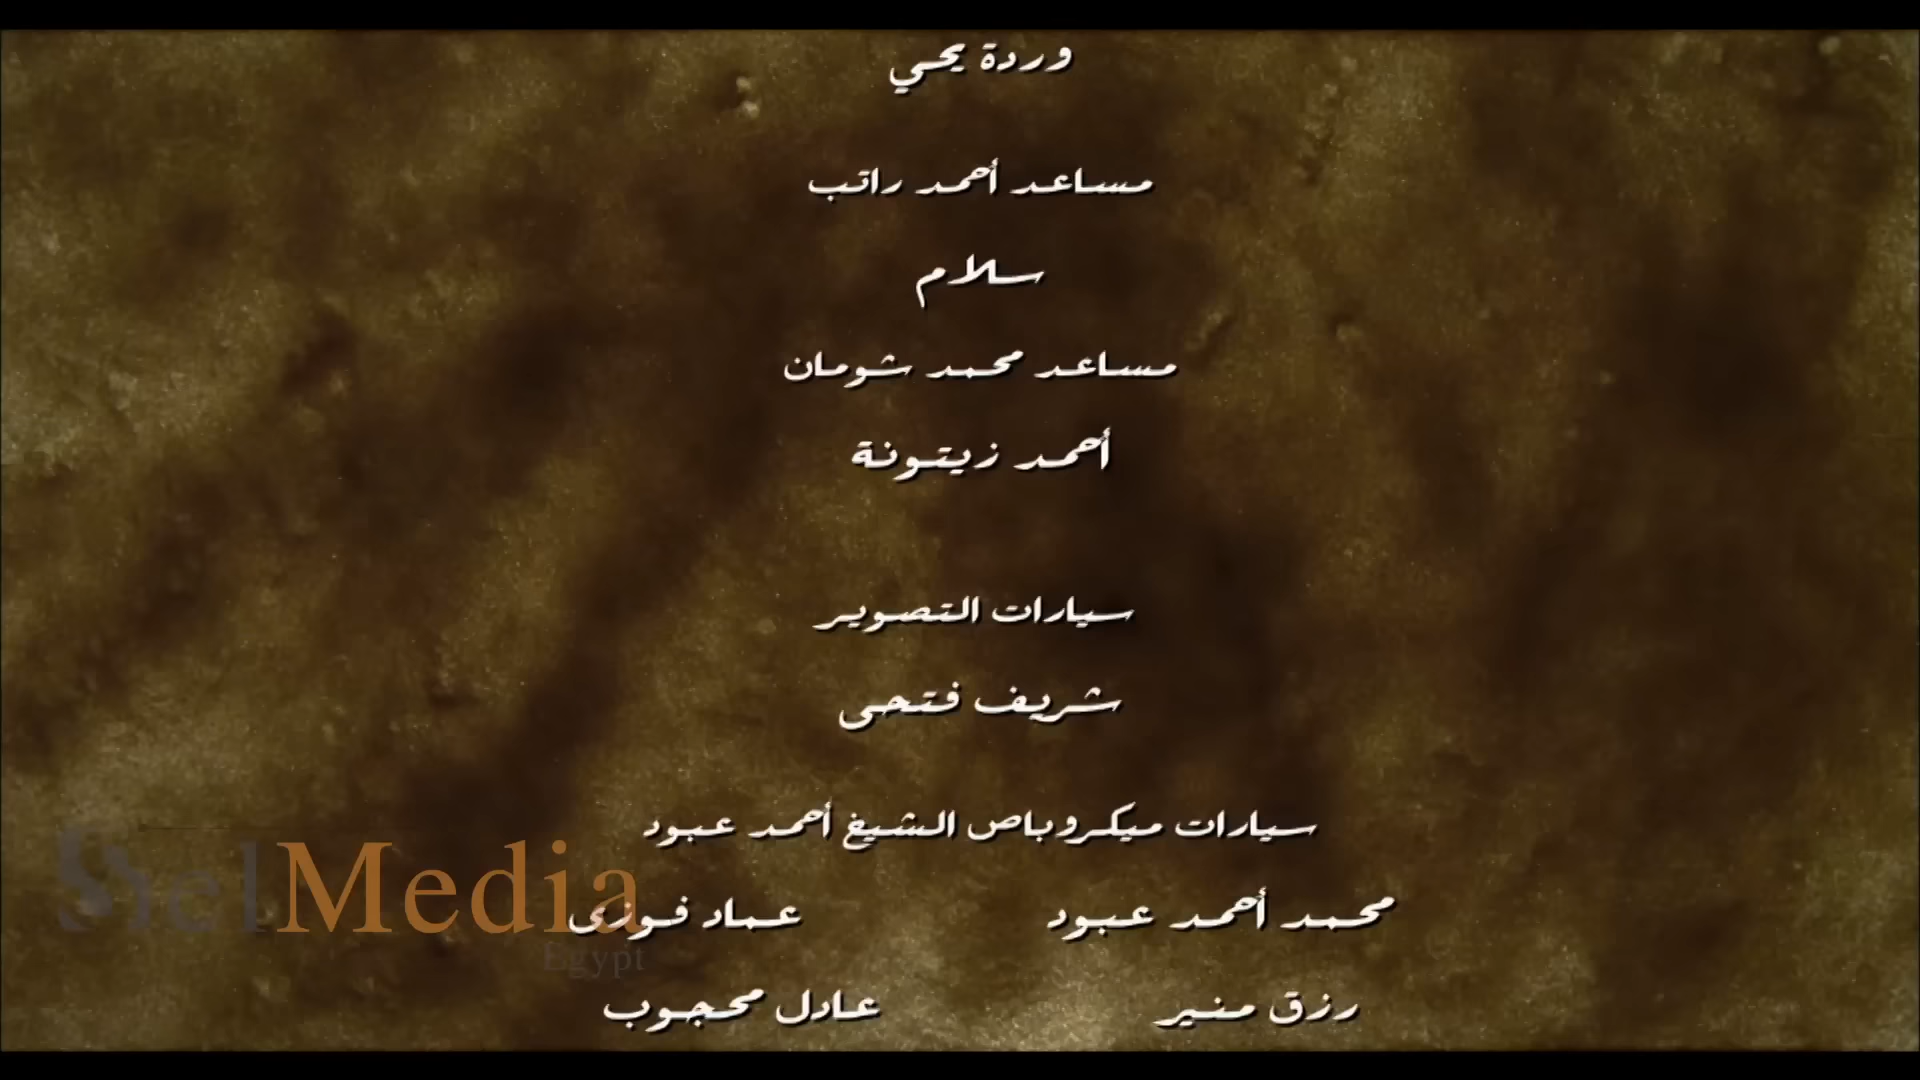 وردة يحي
مساعد أحمد راتب
سلام
مساعد محمد شومان
أحمد زيتونة
سيارات التصوير
شريف فتحى
سيارات ميكروباص الشيخ أحمد عبود
محمد أحمد عبود عماد فوزى
رزق منير عادل محجوب
SelMedia
Egypt